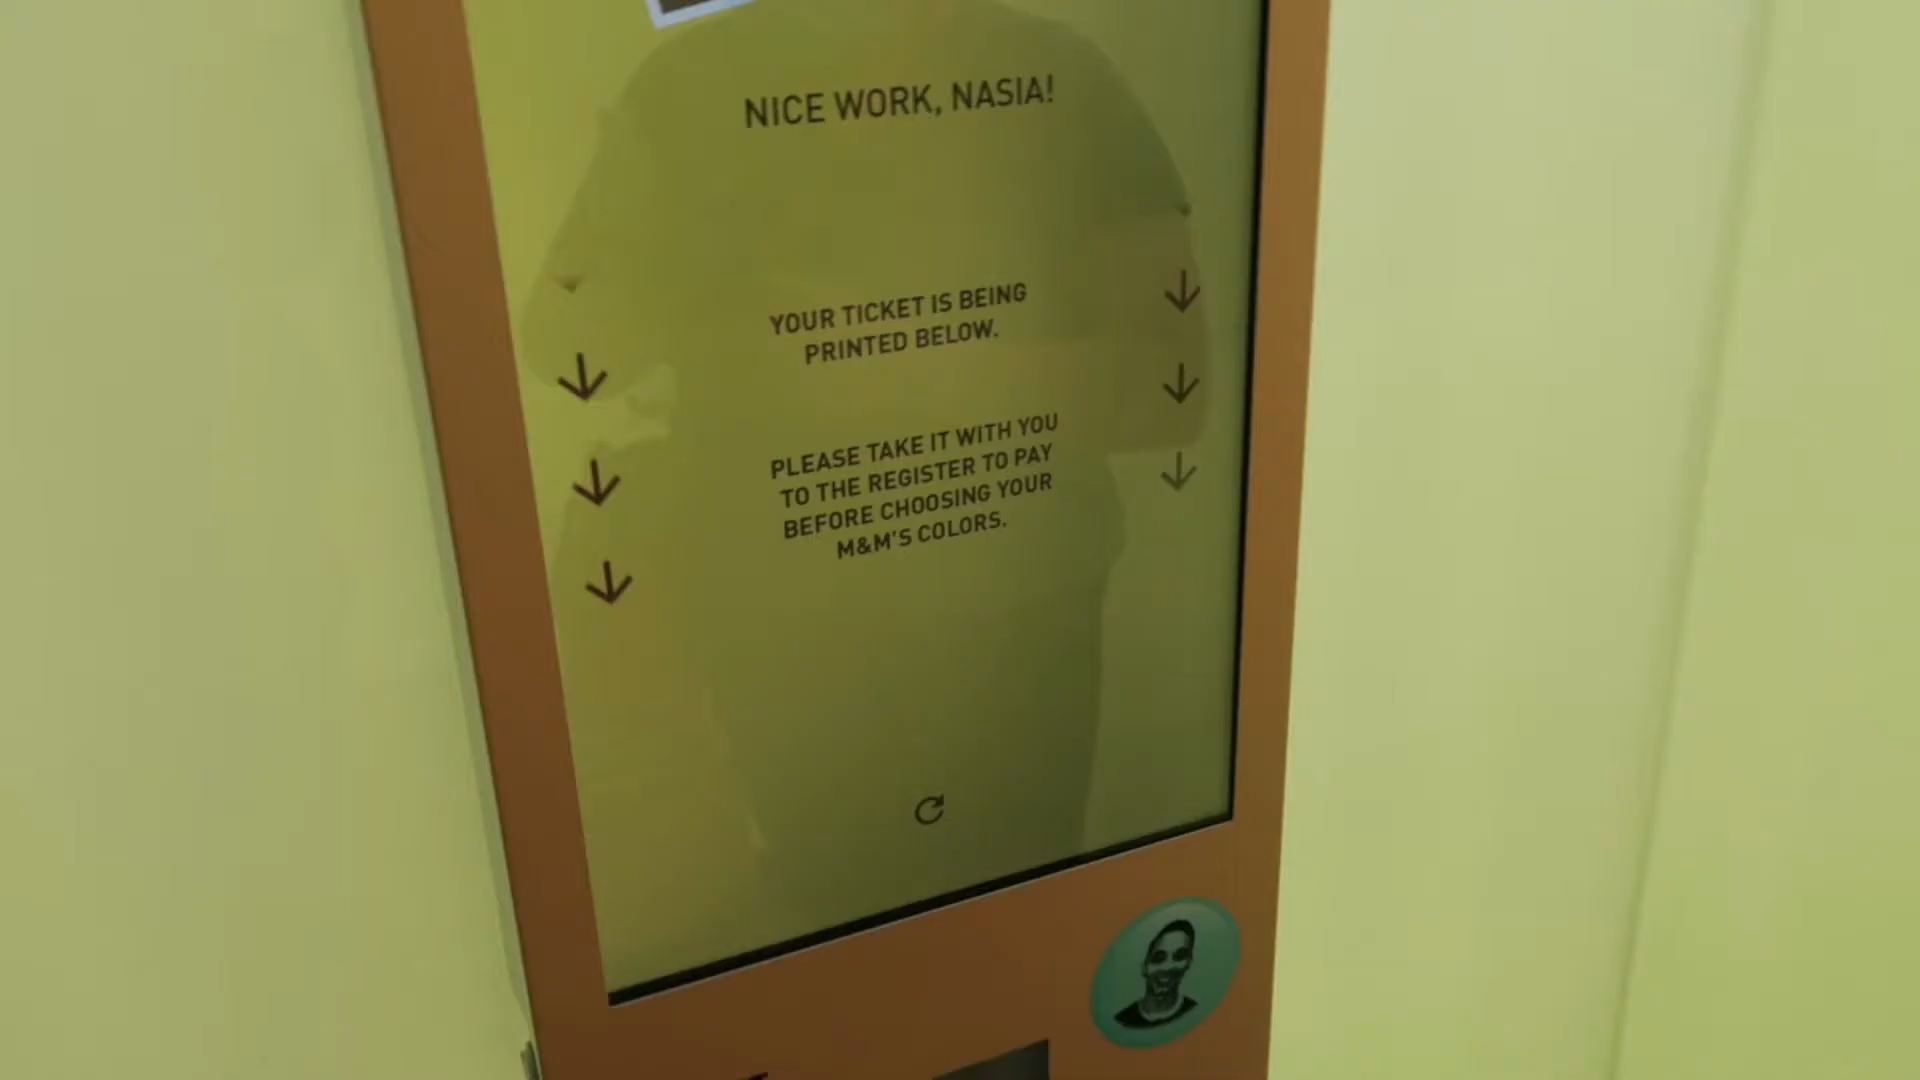 NICE WORK, NASIA!
YOUR TICKET IS BEING
PRINTED BELOW.
PLEASE TAKE IT WITH YOU
TO THE REGISTER TO PAY
BEFORE CHOOSING YOUR
M&M'S COLORS.